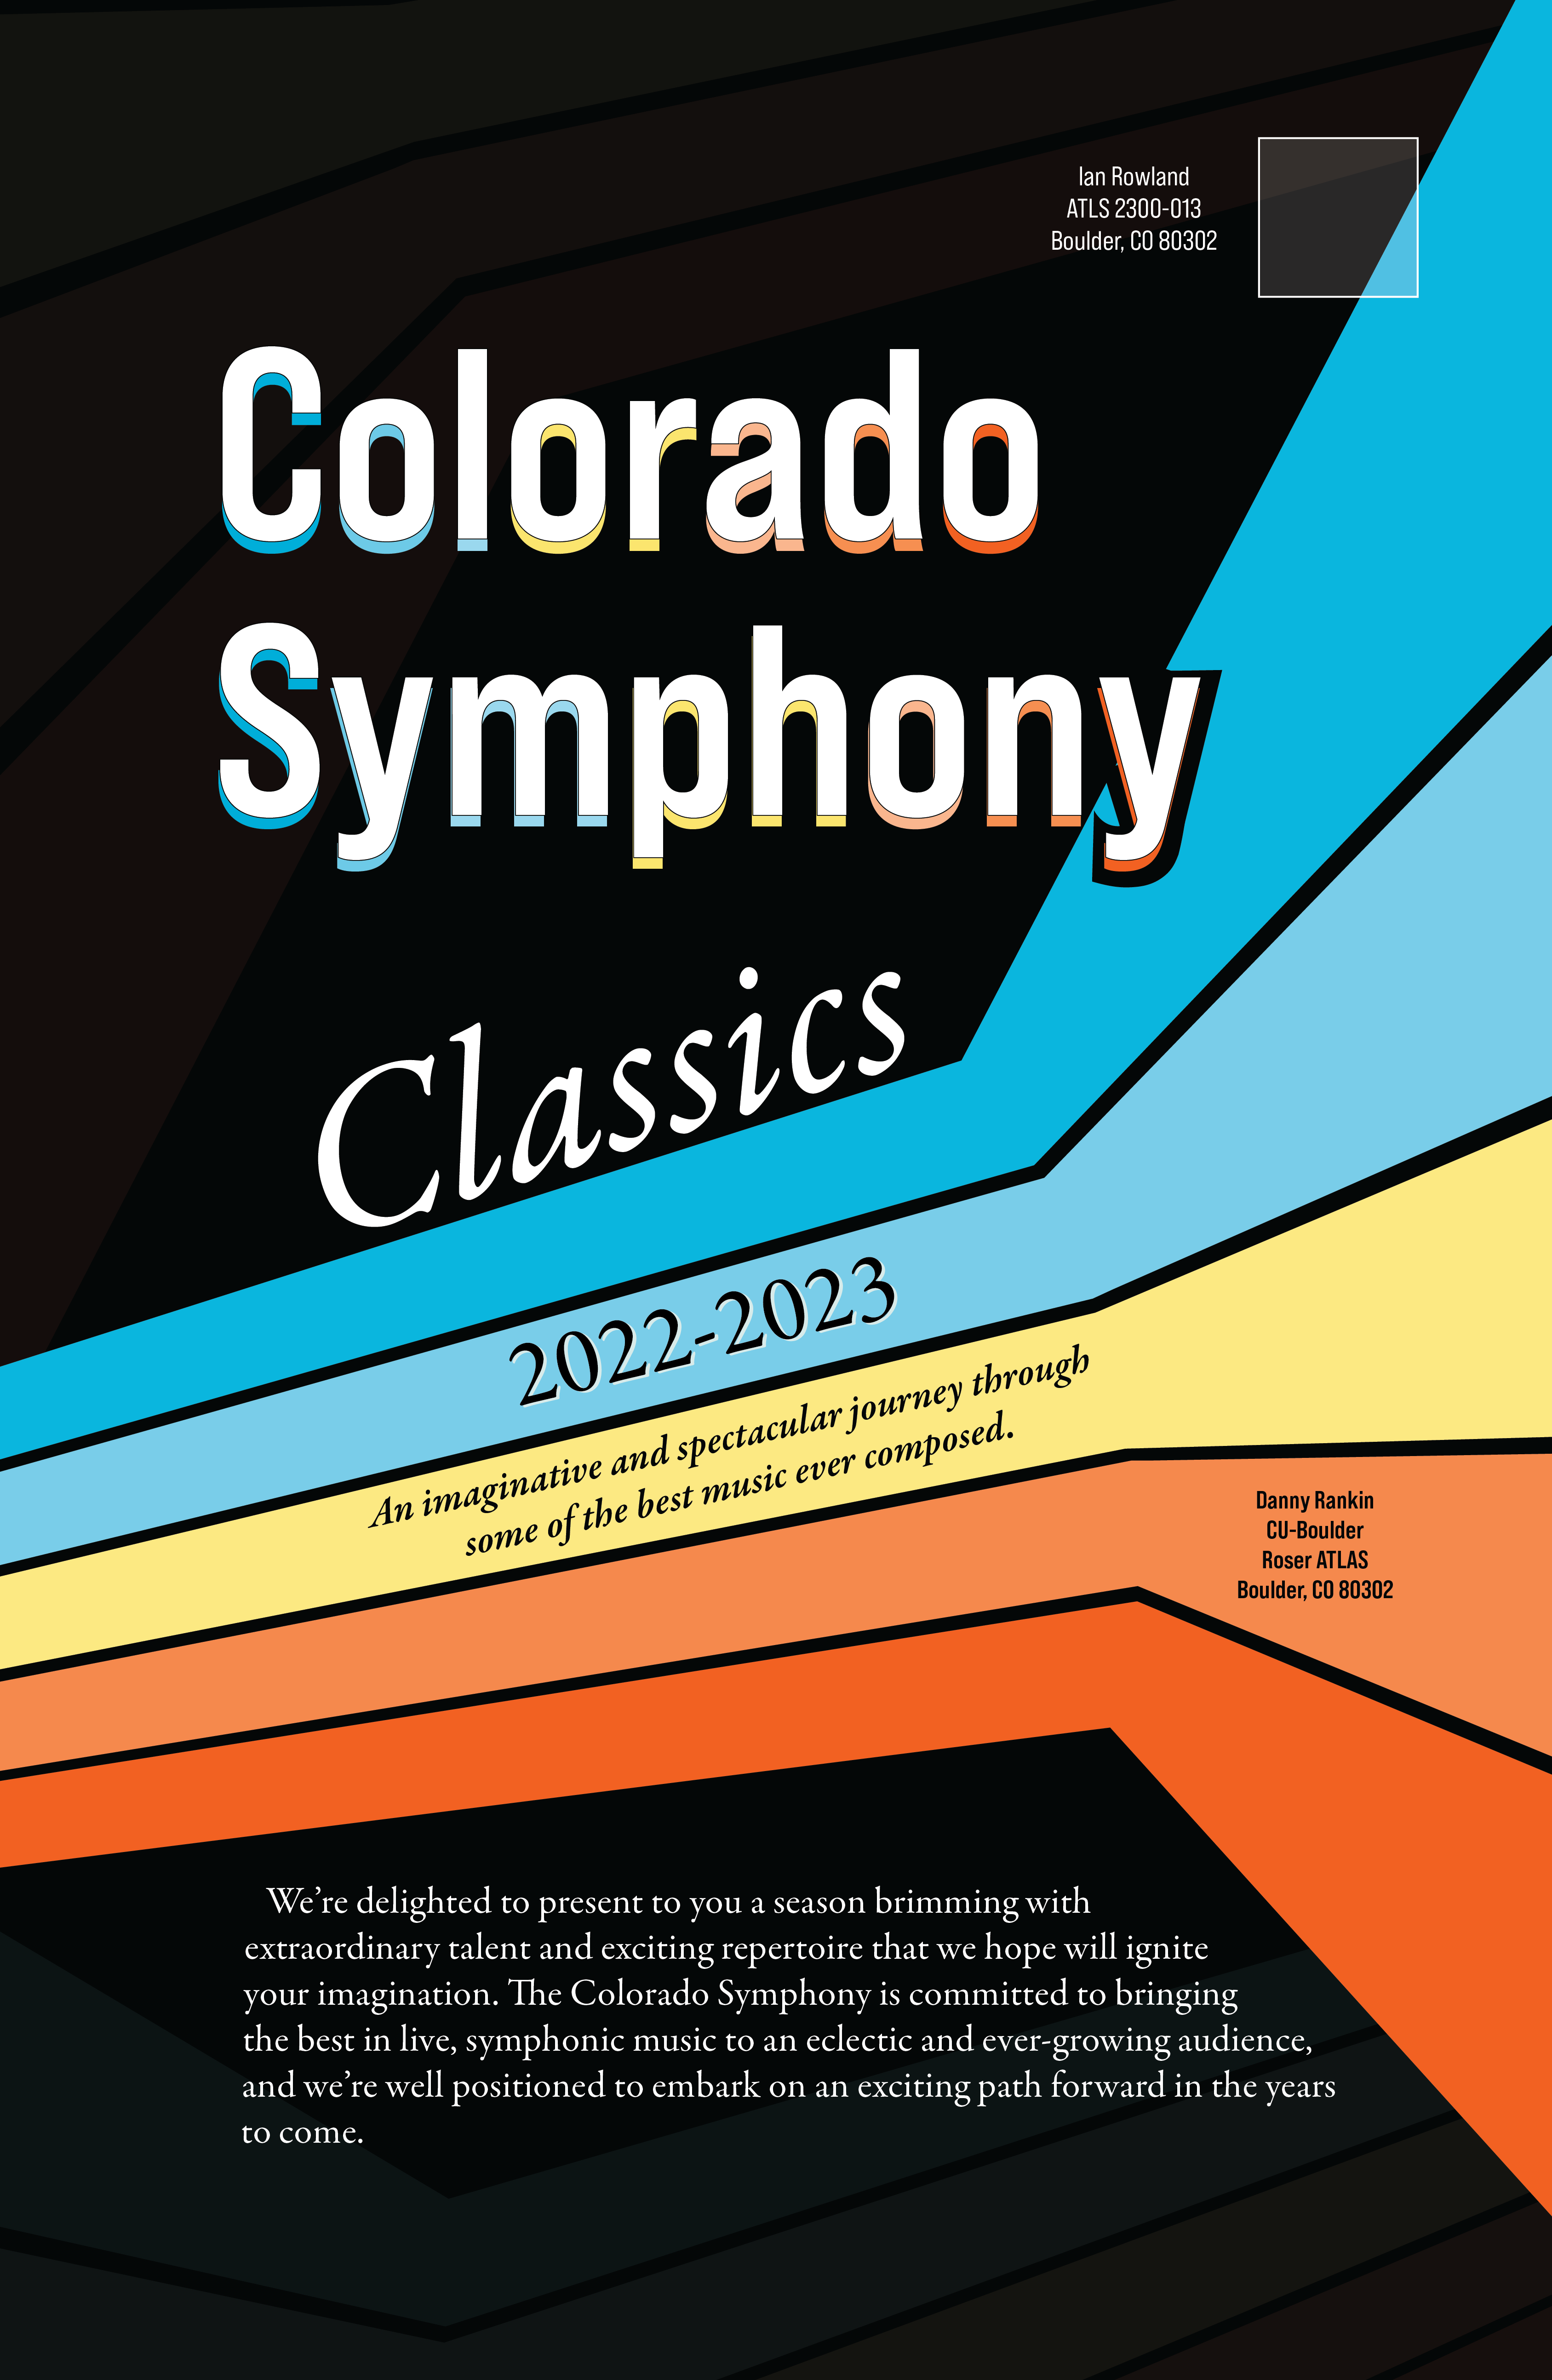 Ian Rowland
ATLS 2300-013
Boulder, CO 80302
Colorado
Symphony
Classics
2022-2023
An imaginative and spectacular journey through
some of the best music ever composed.
Danny Rankin
CU-Boulder
Roser ATLAS
Boulder, CO 80302
We’re delighted to present to you a season brimming with
extraordinary talent and exciting repertoire that we hope will ignite
your imagination. The Colorado Symphony is committed to bringing
the best in live, symphonic music to an eclectic and ever-growing audience,
and we’re well positioned to embark on an exciting path forward in the years
to come.